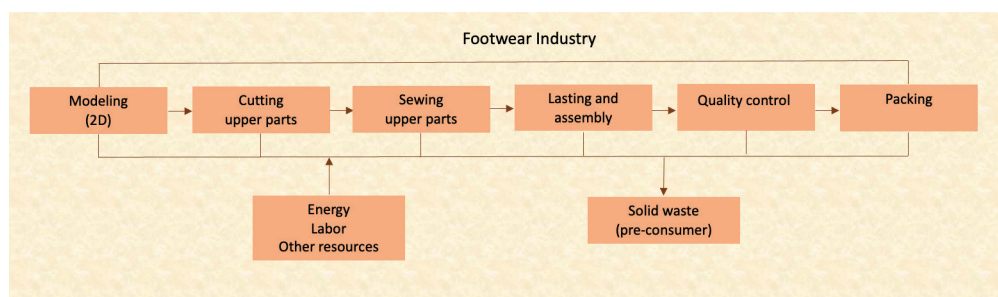 Footwear Industry
Modeling
(2D)
Cutting
upper parts
Sewing
upper parts
Lasting and
assembly
Quality control
Packing
Energy
Labor
Other resources
Solid waste
(pre-consumer)